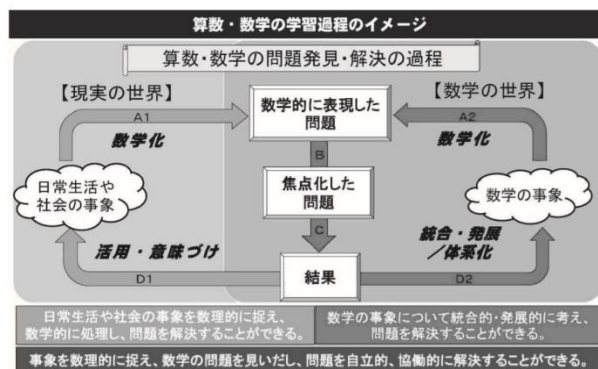 算数・数学の学習過程のイメージ
算数・数学の問題発見・解決の過程
【現実の世界】
【数学の世界】
A1
数学的に表現した
問題
A2
数学化
数学化
B
日常生活や
社会の事象
焦点化した
問題
数学の事象
C
活用・意味づけ
統合・発展
／体系化
D1
結果
D2
日常生活や社会の事象を数理的に捉え、
数学的に処理し、問題を解決することができる。
数学の事象について統合的・発展的に考え、
問題を解決することができる。
事象を数理的に捉え、数学の問題を見いだし、問題を自立的、協働的に解決することができる。